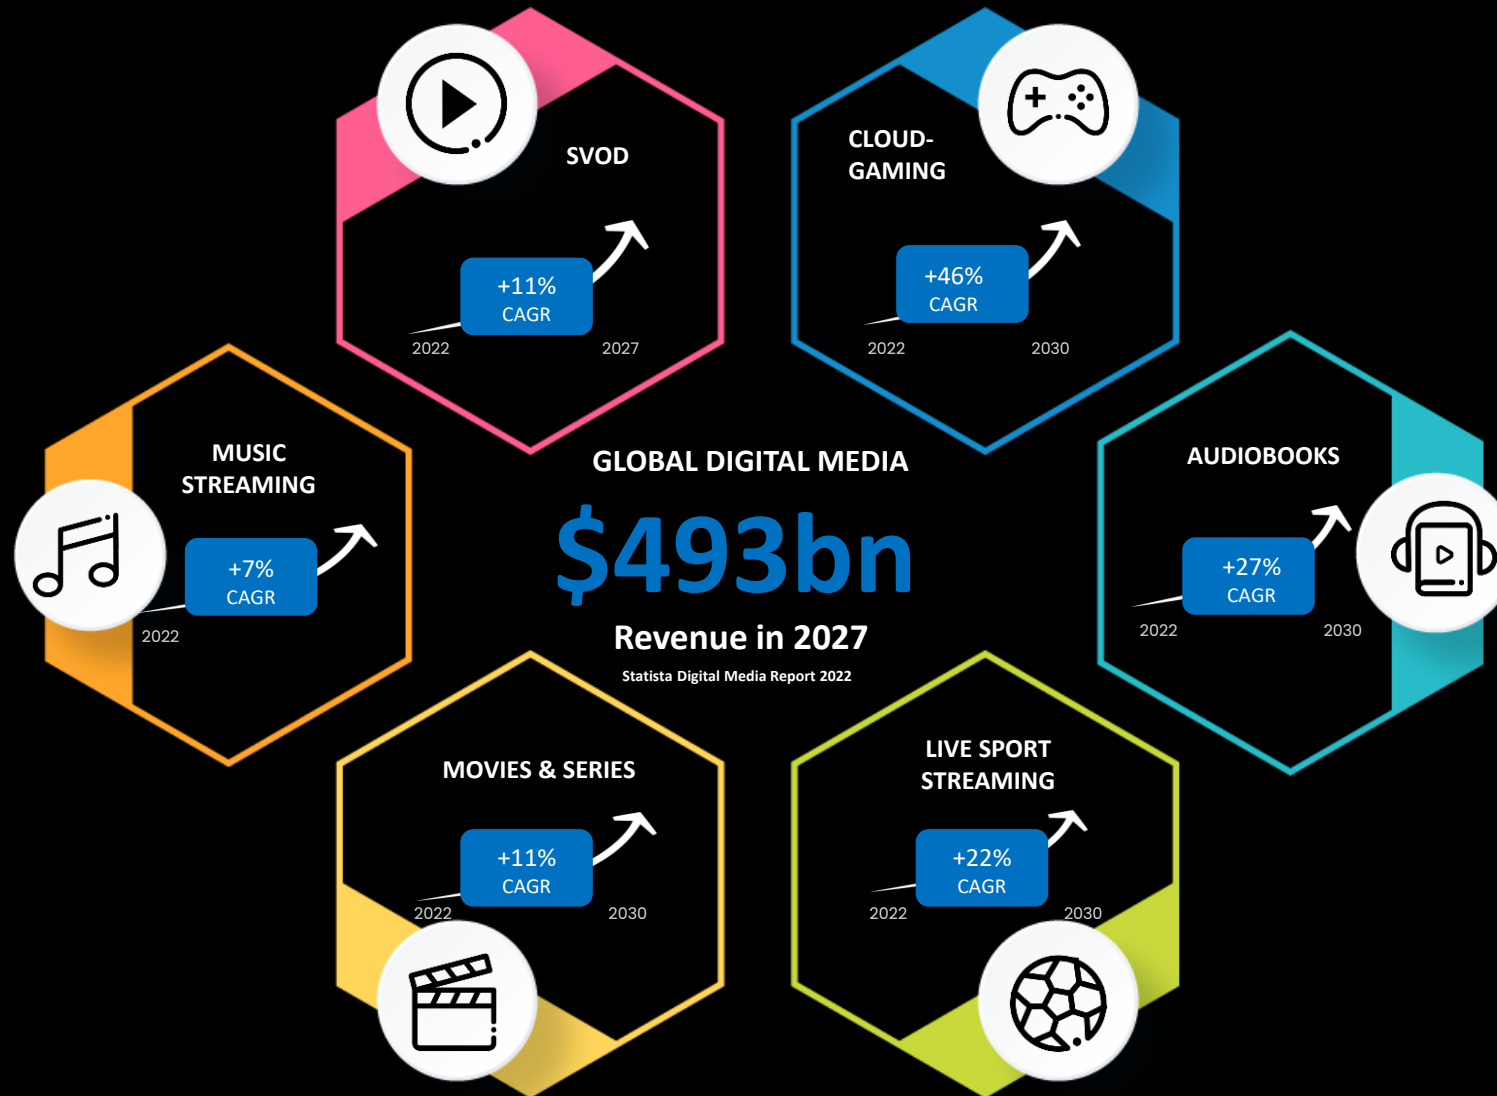 SVOD
+11%
CAGR
2022
2027
CLOUD-
GAMING
+46%
CAGR
2022
2030
MUSIC
STREAMING
+7%
CAGR
2022
GLOBAL DIGITAL MEDIA
$493bn
Revenue in 2027
Statista Digital Media Report 2022
AUDIOBOOKS
+27%
CAGR
2022
2030
MOVIES & SERIES
+11%
CAGR
2022
2030
LIVE SPORT
STREAMING
+22%
CAGR
2022
2030